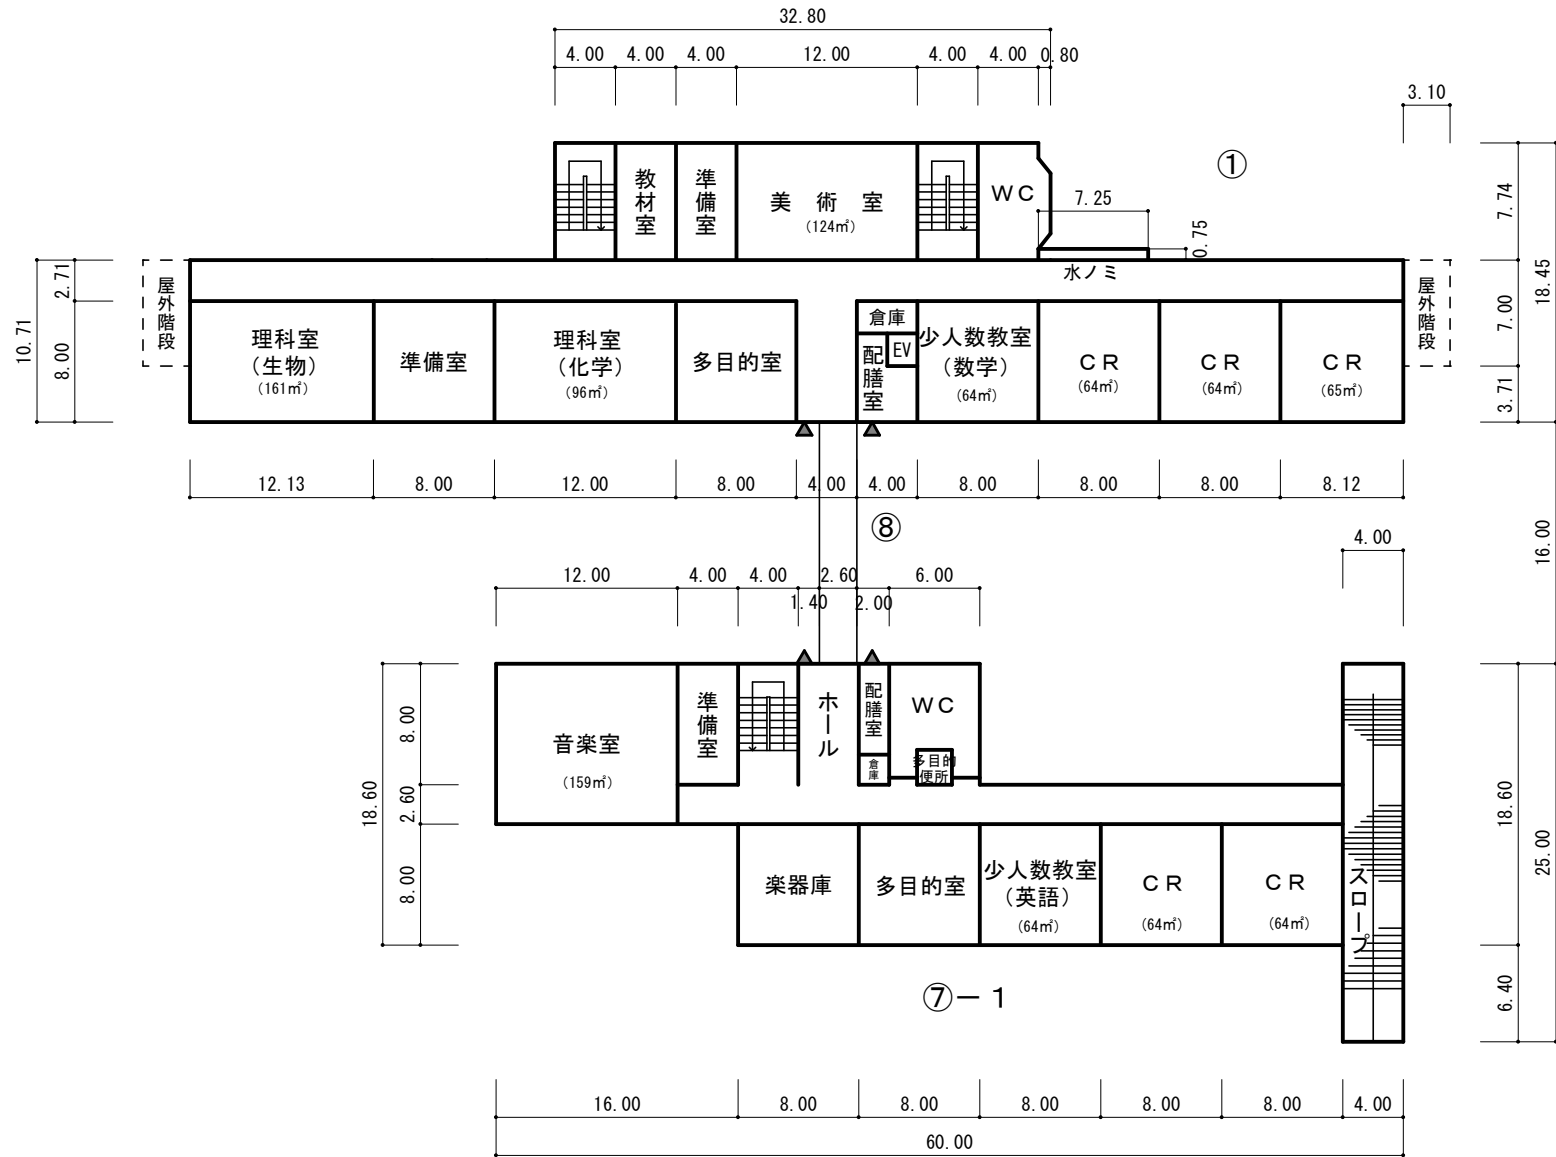 32.80
4.00 4.00 4.00 12.00 4.00 4.00 0.80
3.10
①
教材室
準備室
美術室
(124㎡)
WC
7.25
0.75
7.74
18.45
水ノミ
屋外階段
屋外階段
2.71
10.71
8.00
7.00
3.71
理科室
(生物)
(161㎡)
準備室
理科室
(化学)
(96㎡)
多目的室
倉庫
EV
配膳室
少人数教室
(数学)
(64㎡)
CR
(64㎡)
CR
(64㎡)
CR
(65㎡)
12.13 8.00 12.00 8.00 4.00 4.00 8.00 8.00 8.00 8.12
⑧
16.00
4.00
12.00 4.00 4.00 2.60 6.00
1.40 2.00
18.60
8.00
2.60
8.00
音楽室
(159㎡)
準備室
ホール
配膳室
倉庫
WC
多目的
便所
楽器庫
多目的室
少人数教室
(英語)
(64㎡)
CR
(64㎡)
CR
(64㎡)
スロープ
18.60
25.00
6.40
⑦－1
16.00 8.00 8.00 8.00 8.00 8.00 4.00
60.00